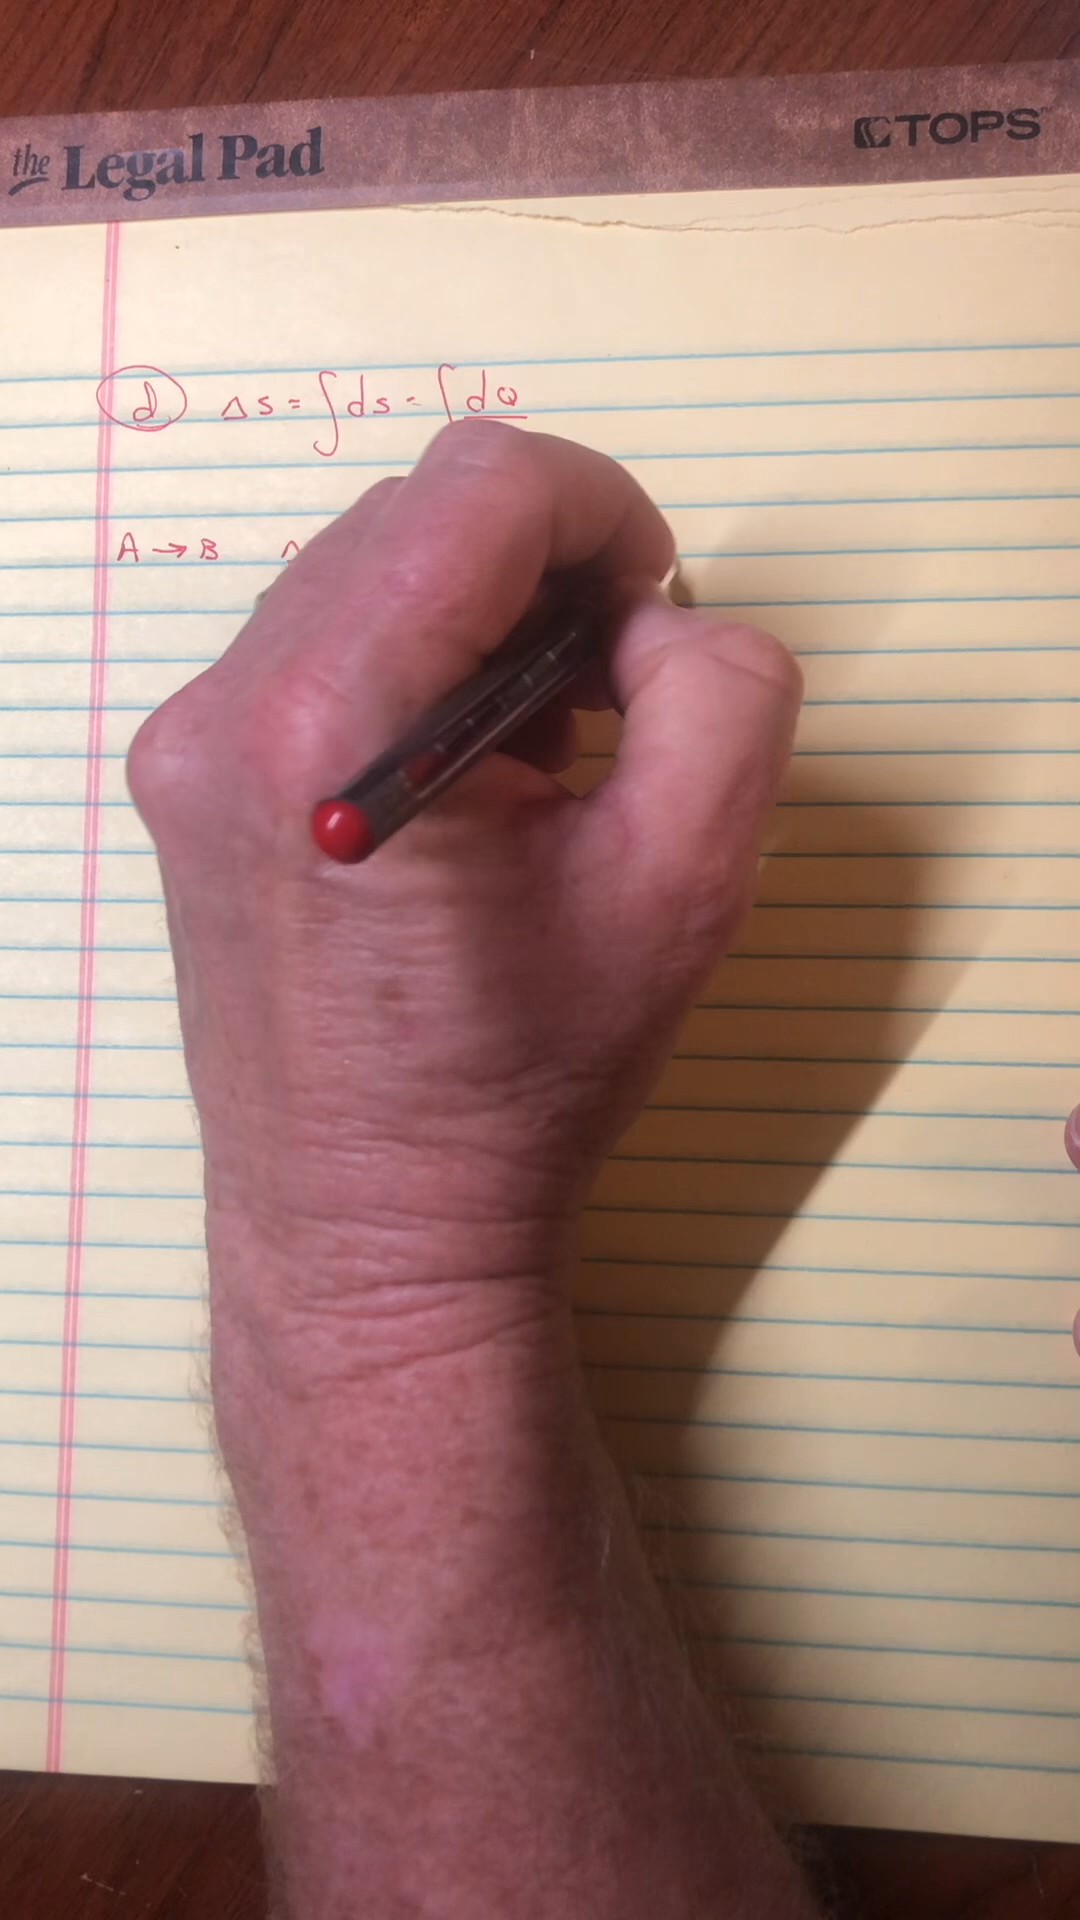 the Legal Pad
TOPS
d ΔS = ∫ds = ∫dQ
A → B